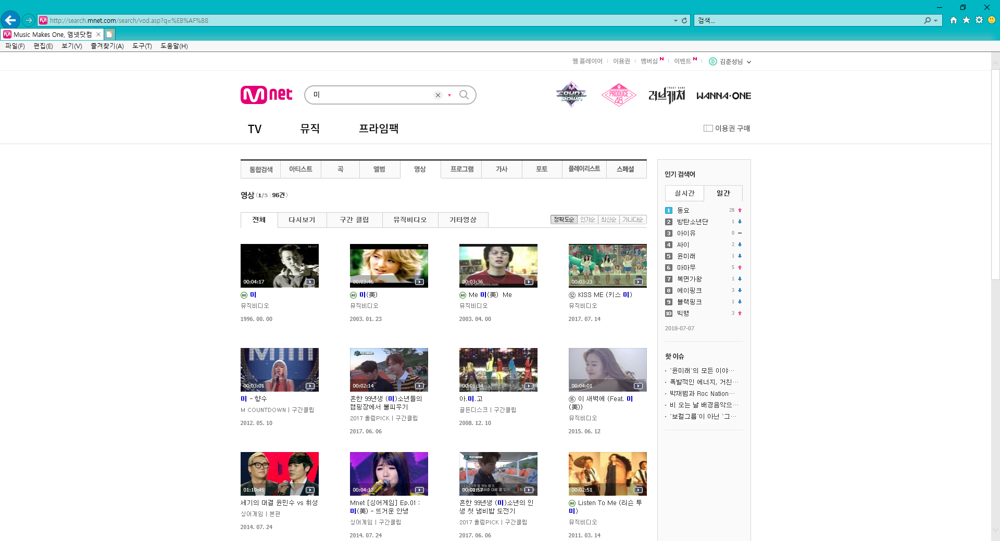 http://search.mnet.com/search/vod.asp?q=%EB%AF%B8
검색...
Music Makes One, 엠넷닷컴
파일(F) 편집(E) 보기(V) 즐겨찾기(A) 도구(T) 도움말(H)
웹 플레이어 이용권 멤버십 N 이벤트 N D 김준성님
Mnet 미 M COUNT DOWN PRODUCE 48 TRUST GAME 러브캐처 WANNA·ONE
TV 뮤직 프라임팩 이용권 구매
통합검색 아티스트 곡 앨범 영상 프로그램 가사 포토 플레이리스트 스페셜
영상 (1/5 | 96건)
전체 다시보기 구간 클립 뮤직비디오 기타영상 정확도순 인기순 최신순 가나다순
00:04:17 00:03:46 00:03:36 00:03:23
All 미
뮤직비디오
1996. 00. 00
All 미(美)
뮤직비디오
2003. 01. 23
All Me 미(美) Me
뮤직비디오
2003. 04. 00
⑫ KISS ME (키스 미)
뮤직비디오
2017. 07. 14
00:03:01 00:02:14 00:01:34 00:04:01
미 - 향수
M COUNTDOWN | 구간클립
2012. 05. 10
흔한 99년생 (미)소년들의
캠핑장에서 불피우기
2017 올림PICK | 구간클립
2017. 06. 06
아.미.고
골든디스크 | 구간클립
2008. 12. 10
⑮ 이 새벽에 (Feat. 미
(美))
뮤직비디오
2015. 06. 12
01:10:45 00:04:12 00:01:57 00:02:51
세기의 대결 윤민수 vs 휘성
싱어게임 | 본편
2014. 07. 24
Mnet [싱어게임] Ep.01 :
미(美) - 뜨거운 안녕
싱어게임 | 구간클립
2014. 07. 24
흔한 99년생 (미)소년의 인
생 첫 냄비밥 도전기
2017 올림PICK | 구간클립
2017. 06. 06
All Listen To Me (리슨 투
미)
뮤직비디오
2011. 03. 14
인기 검색어
실시간 일간
1 동요 28
2 방탄소년단 1
3 아이유 0
4 싸이 2
5 윤미래 1
6 마마무 5
7 복면가왕 1
8 에이핑크 3
9 블랙핑크 1
10 빅뱅 3
2018-07-07
핫 이슈
· `윤미래`의 모든 이야…
· 폭발적인 에너지, 거친…
· 박재범과 Roc Nation…
· 비 오는 날 배경음악으…
· `보컬그룹`이 아닌 `그…